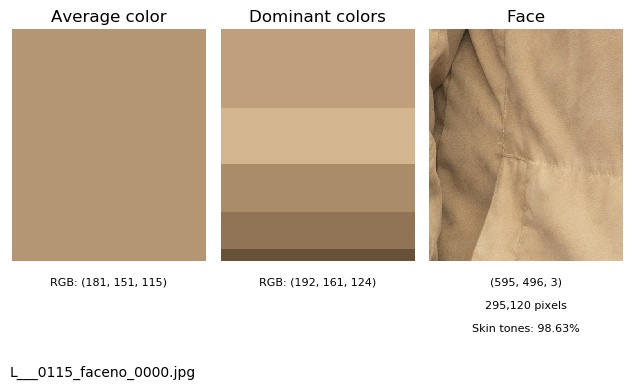 Average color
Dominant colors
Face
RGB: (181, 151, 115)
RGB: (192, 161, 124)
(595, 496, 3)
295,120 pixels
Skin tones: 98.63%
L___0115_faceno_0000.jpg